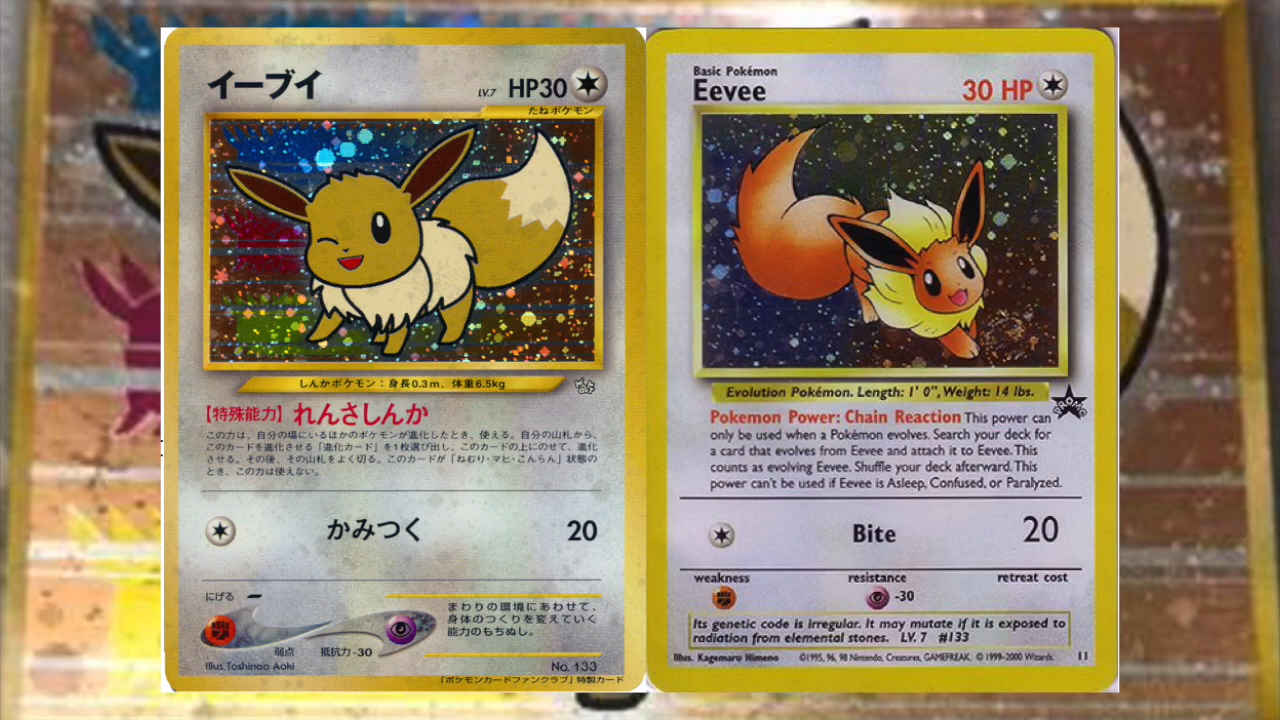 イーブイ
LV.7 HP30
たねポケモン
しんかポケモン：身長0.3m、体重6.5kg
【特殊能力】れんさしんか
この力は、自分の場にいるほかのポケモンが進化したとき、使える。自分の山札から、
このカードを進化させる「進化カード」を1枚選び出し、このカードの上にのせて、進化
させる。その後、その山札をよく切る。このカードが「ねむり・マヒ・こんらん」状態の
とき、この力は使えない。
かみつく 20
にげる
弱点 抵抗力-30
まわりの環境にあわせて、
身体のつくりを変えていく
能力のもちぬし。
Illus.Toshinao Aoki No. 133
「ポケモンカードファンクラブ」特製カード
Basic Pokémon
Eevee 30 HP
Evolution Pokémon. Length: 1' 0", Weight: 14 lbs.
PROMO
Pokemon Power: Chain Reaction This power can
only be used when a Pokémon evolves. Search your deck for
a card that evolves from Eevee and attach it to Eevee. This
counts as evolving Eevee. Shuffle your deck afterward. This
power can't be used if Eevee is Asleep, Confused, or Paralyzed.
Bite 20
weakness resistance retreat cost
-30
Its genetic code is irregular. It may mutate if it is exposed to
radiation from elemental stones. LV. 7 #133
Illus. Kagemaru Himeno ©1995, 96, 98 Nintendo, Creatures, GAMEFREAK. © 1999-2000 Wizards. 11